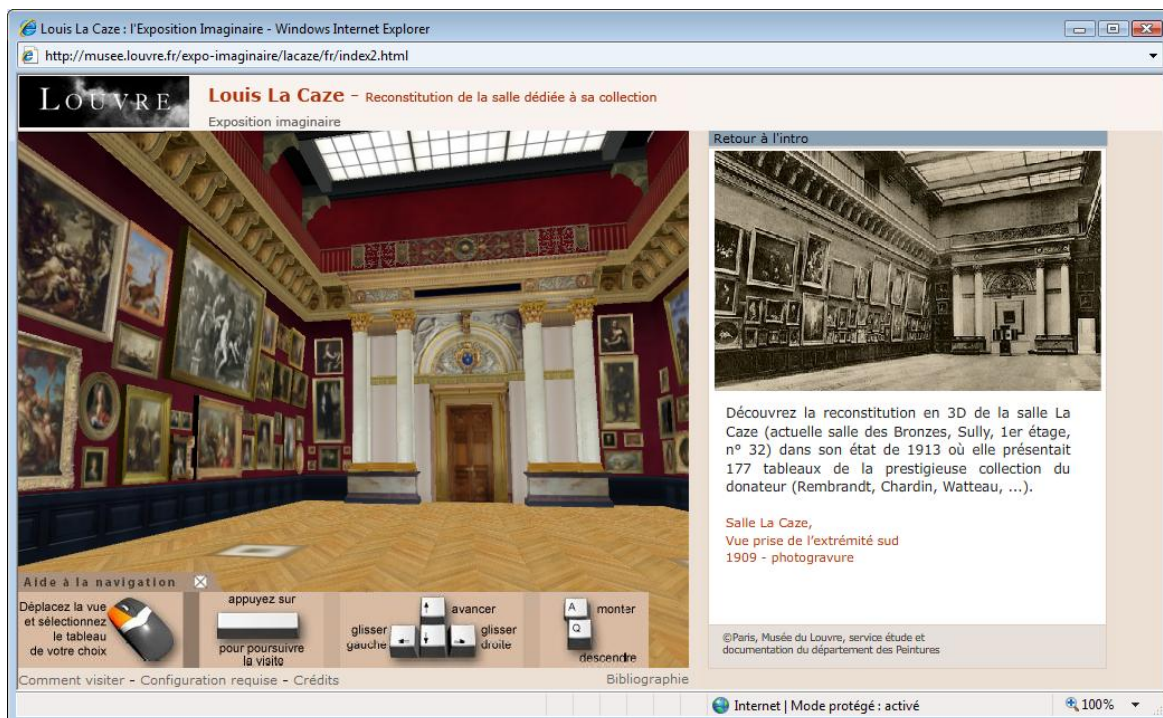 Louis La Caze : l'Exposition Imaginaire - Windows Internet Explorer
http://musee.louvre.fr/expo-imaginaire/lacaze/fr/index2.html
LOUVRE
Louis La Caze - Reconstitution de la salle dédiée à sa collection
Exposition imaginaire
Retour à l'intro
Découvrez la reconstitution en 3D de la salle La
Caze (actuelle salle des Bronzes, Sully, 1er étage,
n° 32) dans son état de 1913 où elle présentait
177 tableaux de la prestigieuse collection du
donateur (Rembrandt, Chardin, Watteau, ...).
Salle La Caze,
Vue prise de l'extrémité sud
1909 - photogravure
©Paris, Musée du Louvre, service étude et
documentation du département des Peintures
Aide à la navigation
Déplacez la vue
et sélectionnez
le tableau
de votre choix
appuyez sur
pour poursuivre
la visite
avancer
glisser
gauche
glisser
droite
A
monter
Q
descendre
Comment visiter - Configuration requise - Crédits
Bibliographie
Internet | Mode protégé : activé
100%